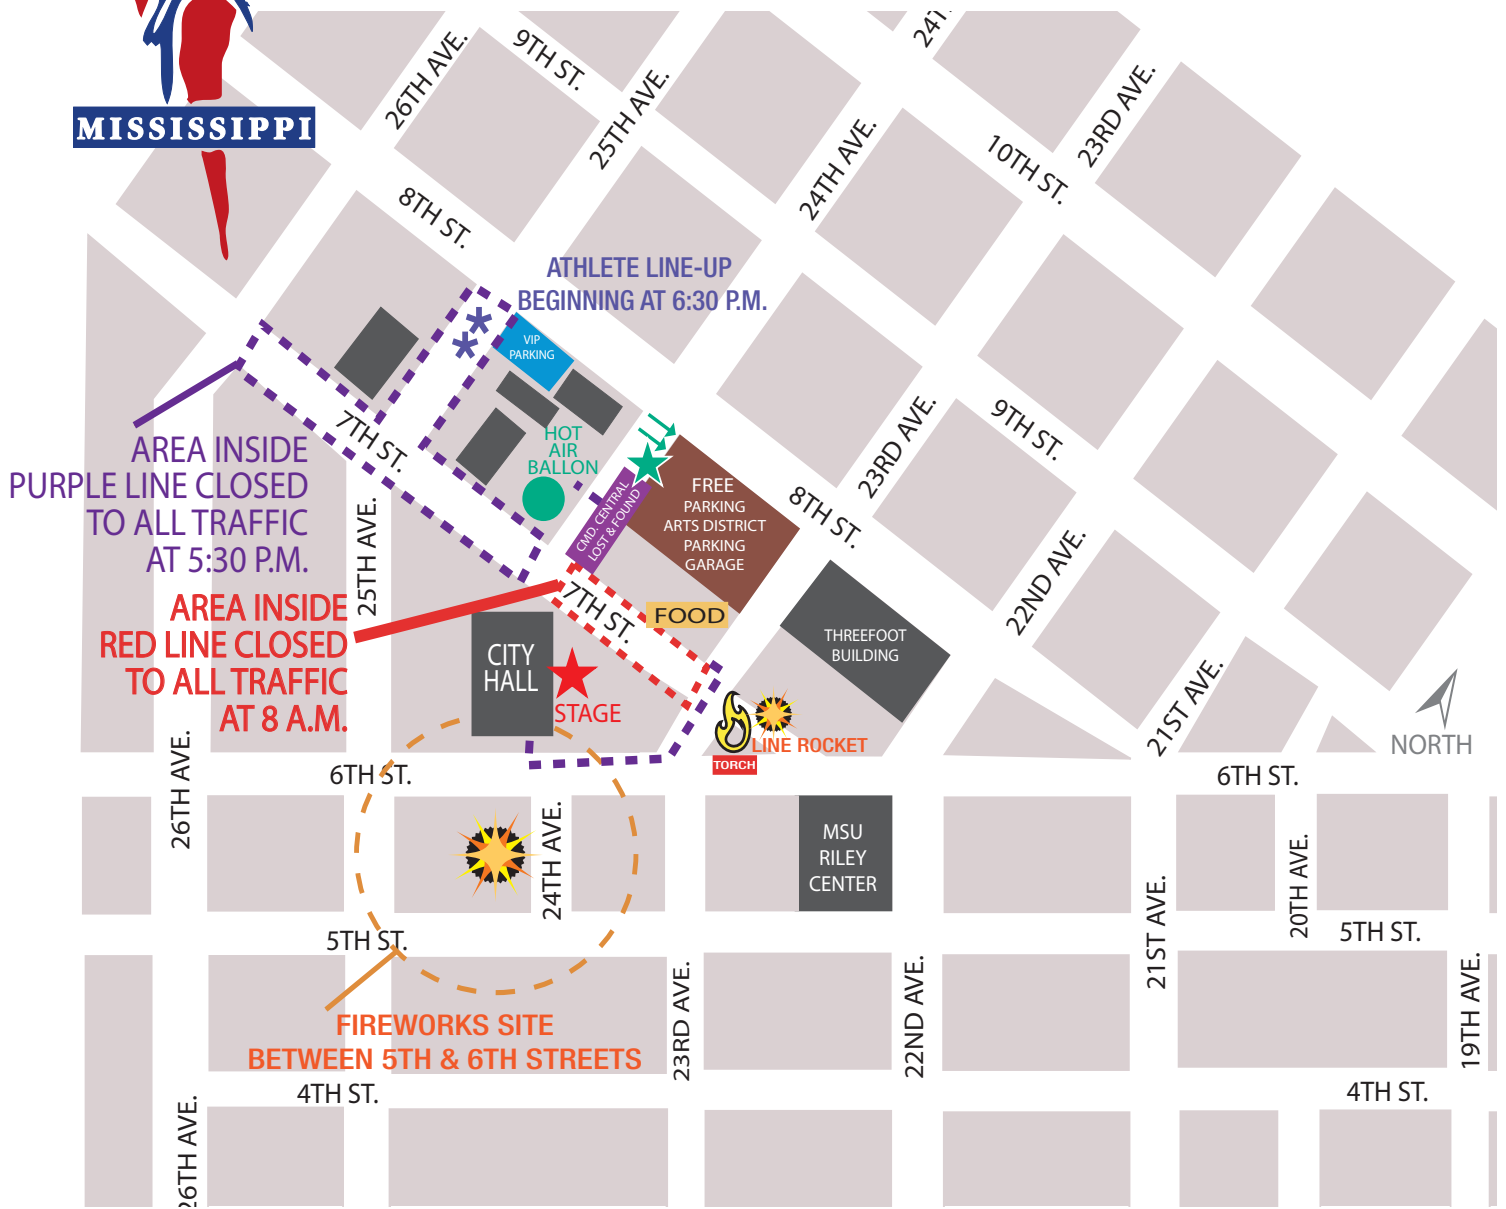 MISSISSIPPI
26TH AVE.
9TH ST.
25TH AVE.
24TH AVE.
23RD AVE.
10TH ST.
8TH ST.
ATHLETE LINE-UP
BEGINNING AT 6:30 P.M.
VIP
PARKING
7TH ST.
HOT
AIR
BALLON
CMD. CENTRAL
LOST & FOUND
FREE
PARKING
ARTS DISTRICT
PARKING
GARAGE
23RD AVE.
9TH ST.
8TH ST.
22ND AVE.
AREA INSIDE
PURPLE LINE CLOSED
TO ALL TRAFFIC
AT 5:30 P.M.
25TH AVE.
AREA INSIDE
RED LINE CLOSED
TO ALL TRAFFIC
AT 8 A.M.
7TH ST.
FOOD
CITY
HALL
STAGE
THREEFOOT
BUILDING
21ST AVE.
NORTH
LINE ROCKET
TORCH
26TH AVE.
6TH ST.
6TH ST.
24TH AVE.
MSU
RILEY
CENTER
20TH AVE.
21ST AVE.
5TH ST.
5TH ST.
23RD AVE.
22ND AVE.
19TH AVE.
FIREWORKS SITE
BETWEEN 5TH & 6TH STREETS
4TH ST.
4TH ST.
26TH AVE.